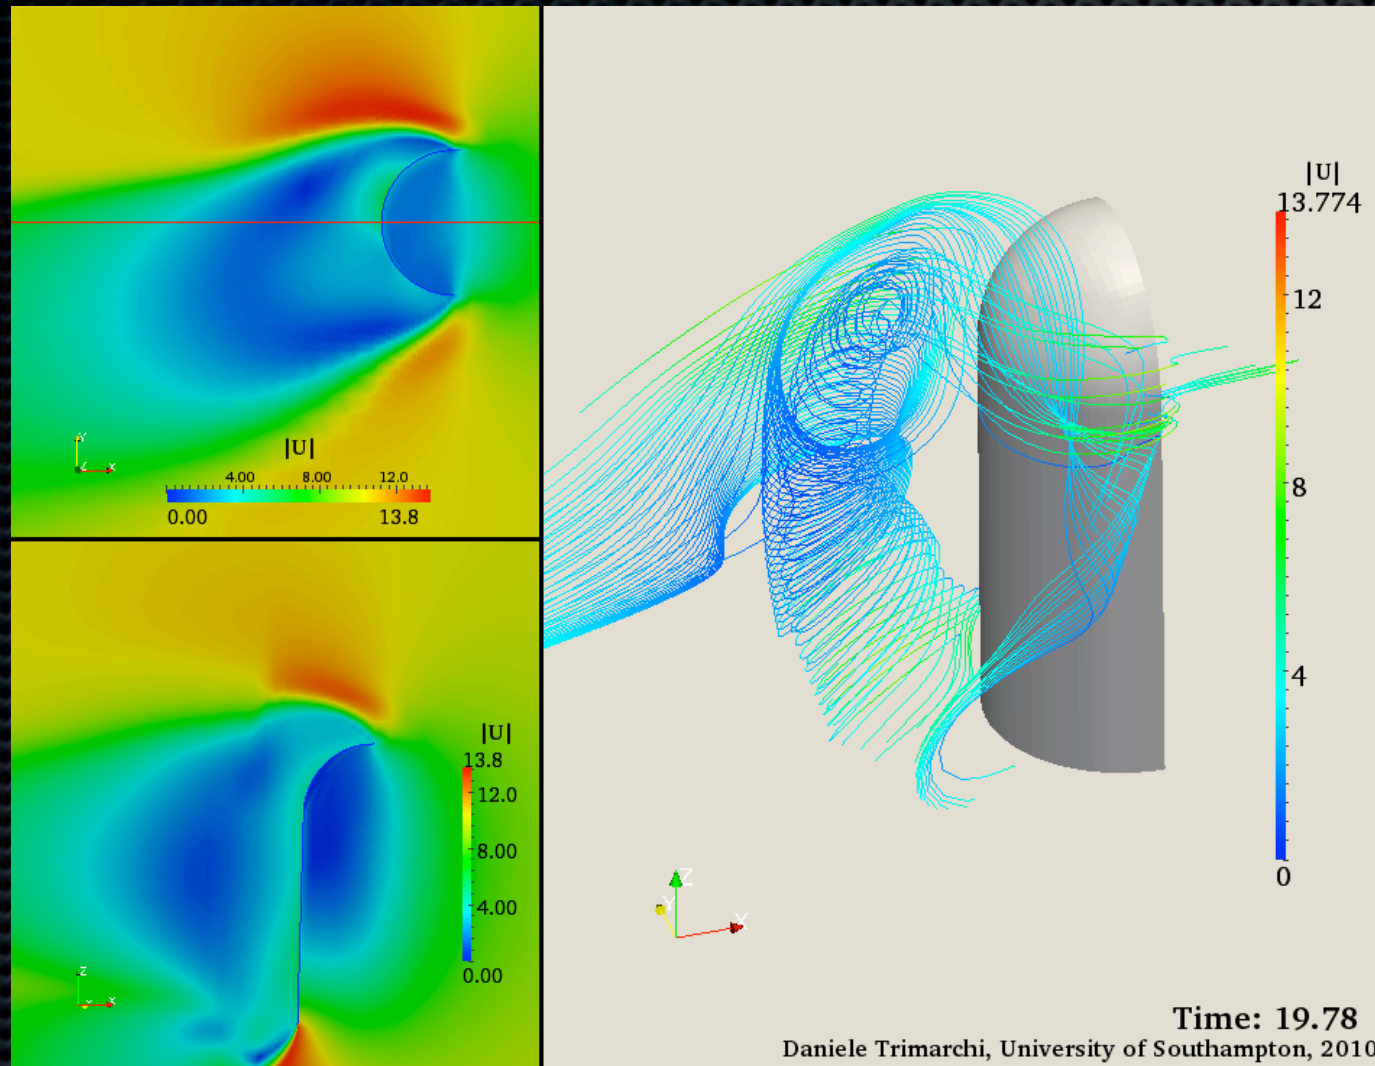 |U|
4.00 8.00 12.0
0.00 13.8
Y
X
|U|
13.8
12.0
8.00
4.00
0.00
Z
X
|U|
13.774
12
8
4
0
Z
Y
X
Time: 19.78
Daniele Trimarchi, University of Southampton, 2010